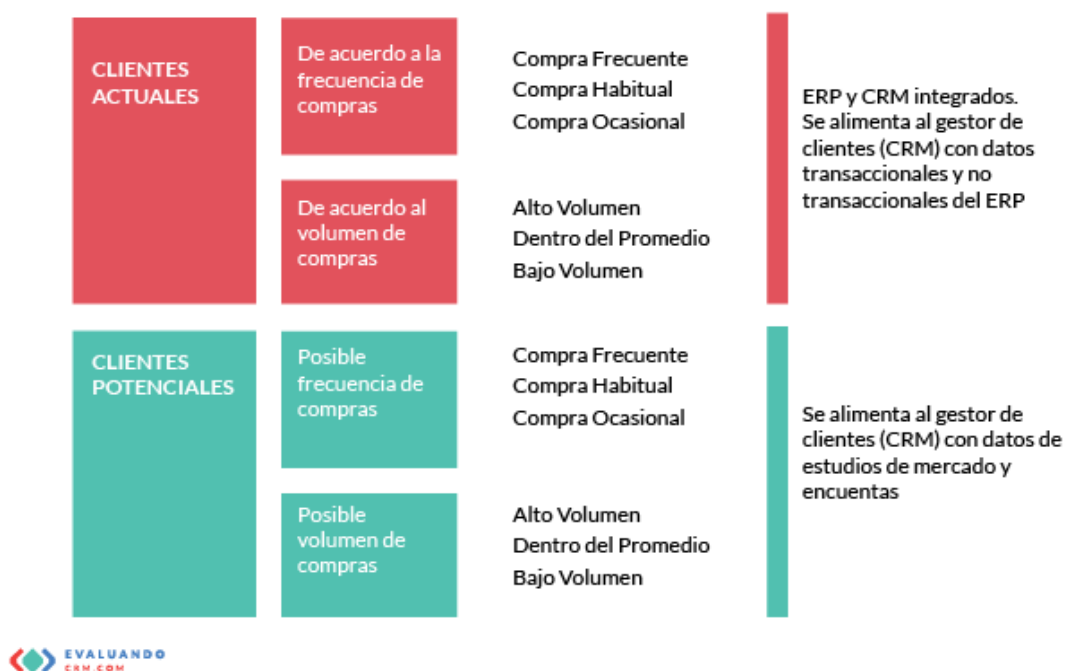 CLIENTES
ACTUALES
De acuerdo a la
frecuencia de
compras
Compra Frecuente
Compra Habitual
Compra Ocasional
De acuerdo al
volumen de
compras
Alto Volumen
Dentro del Promedio
Bajo Volumen
ERP y CRM integrados.
Se alimenta al gestor de
clientes (CRM) con datos
transaccionales y no
transaccionales del ERP
CLIENTES
POTENCIALES
Posible
frecuencia de
compras
Compra Frecuente
Compra Habitual
Compra Ocasional
Posible
volumen de
compras
Alto Volumen
Dentro del Promedio
Bajo Volumen
Se alimenta al gestor de
clientes (CRM) con datos de
estudios de mercado y
encuentas
EVALUANDO
CRM.COM